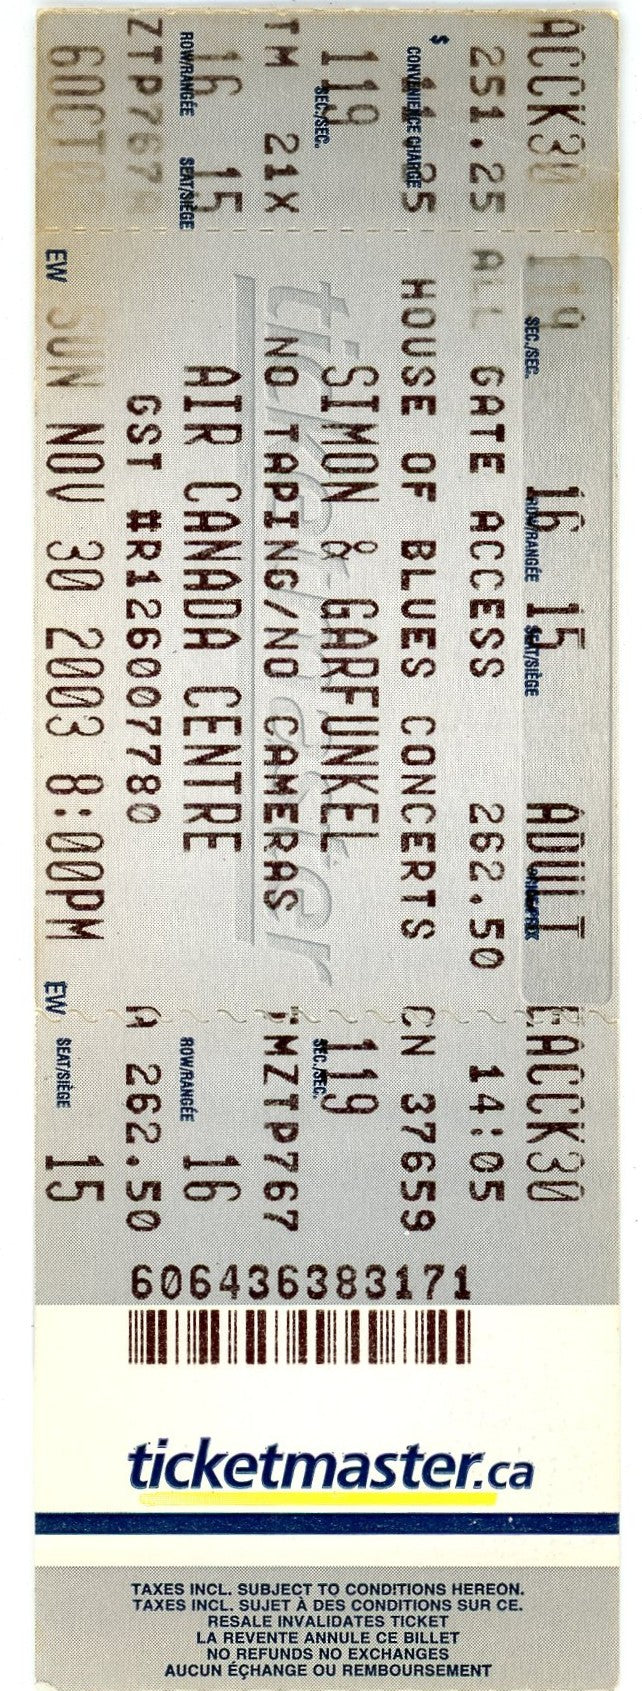 ACCK30
251.25
$ 11.25
CONVENIENCE CHARGE
SEC./SEC.
119
TM 21X
ROW/RANGÉE SEAT/SIÈGE
16 15
6OCT
119 16 15 ADULT
SEC./SEC. ROW/RANGÉE SEAT/SIÈGE
ALL GATE ACCESS 262.50
HOUSE OF BLUES CONCERTS
SIMON & GARFUNKEL
ticketmaster
NO TAPING/NO CAMERAS
AIR CANADA CENTRE
GST #R126007780
EW SUN NOV 30 2003 8:00PM EW
EACCK30
14:05
CN 37659
SEC./SEC.
119
MZTP767
ROW/RANGÉE
16
A 262.50
SEAT/SIÈGE
15
606436383171
ticketmaster.ca
TAXES INCL. SUBJECT TO CONDITIONS HEREON.
TAXES INCL. SUJET À DES CONDITIONS SUR CE.
RESALE INVALIDATES TICKET
LA REVENTE ANNULE CE BILLET
NO REFUNDS NO EXCHANGES
AUCUN ÉCHANGE OU REMBOURSEMENT